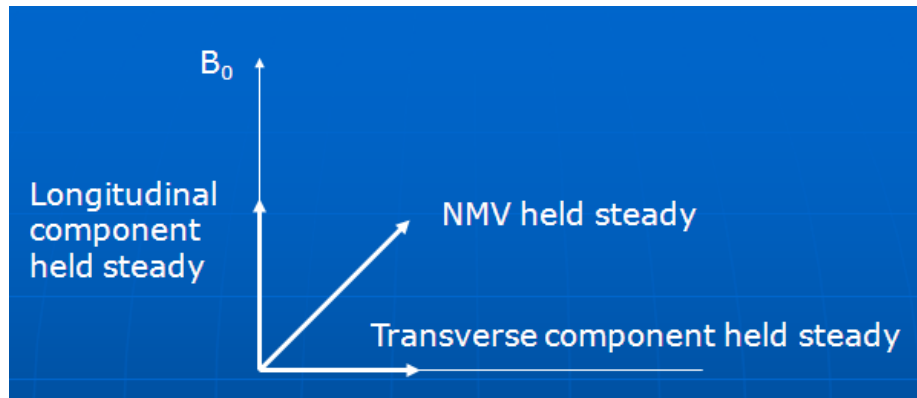 B₀
Longitudinal
component
held steady
NMV held steady
Transverse component held steady